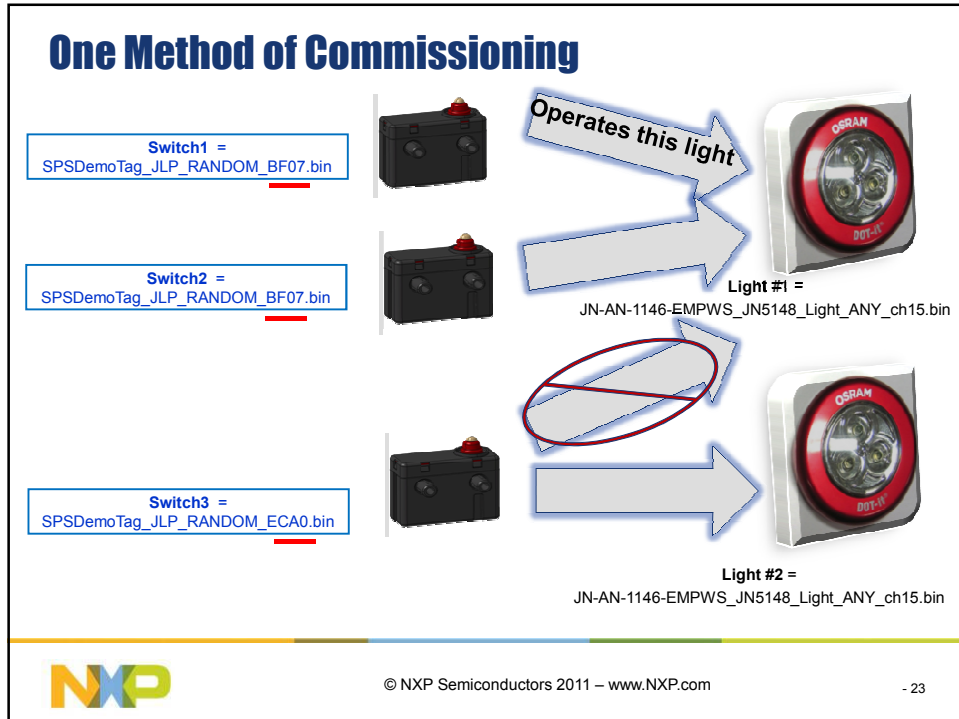 One Method of Commissioning
Switch1 =
SPSDemoTag_JLP_RANDOM_BF07.bin
Operates this light
OSRAM
DOT-it
Light #1 =
JN-AN-1146-EMPWS_JN5148_Light_ANY_ch15.bin
Switch2 =
SPSDemoTag_JLP_RANDOM_BF07.bin
Switch3 =
SPSDemoTag_JLP_RANDOM_ECA0.bin
OSRAM
DOT-it
Light #2 =
JN-AN-1146-EMPWS_JN5148_Light_ANY_ch15.bin
NXP
© NXP Semiconductors 2011 – www.NXP.com
- 23